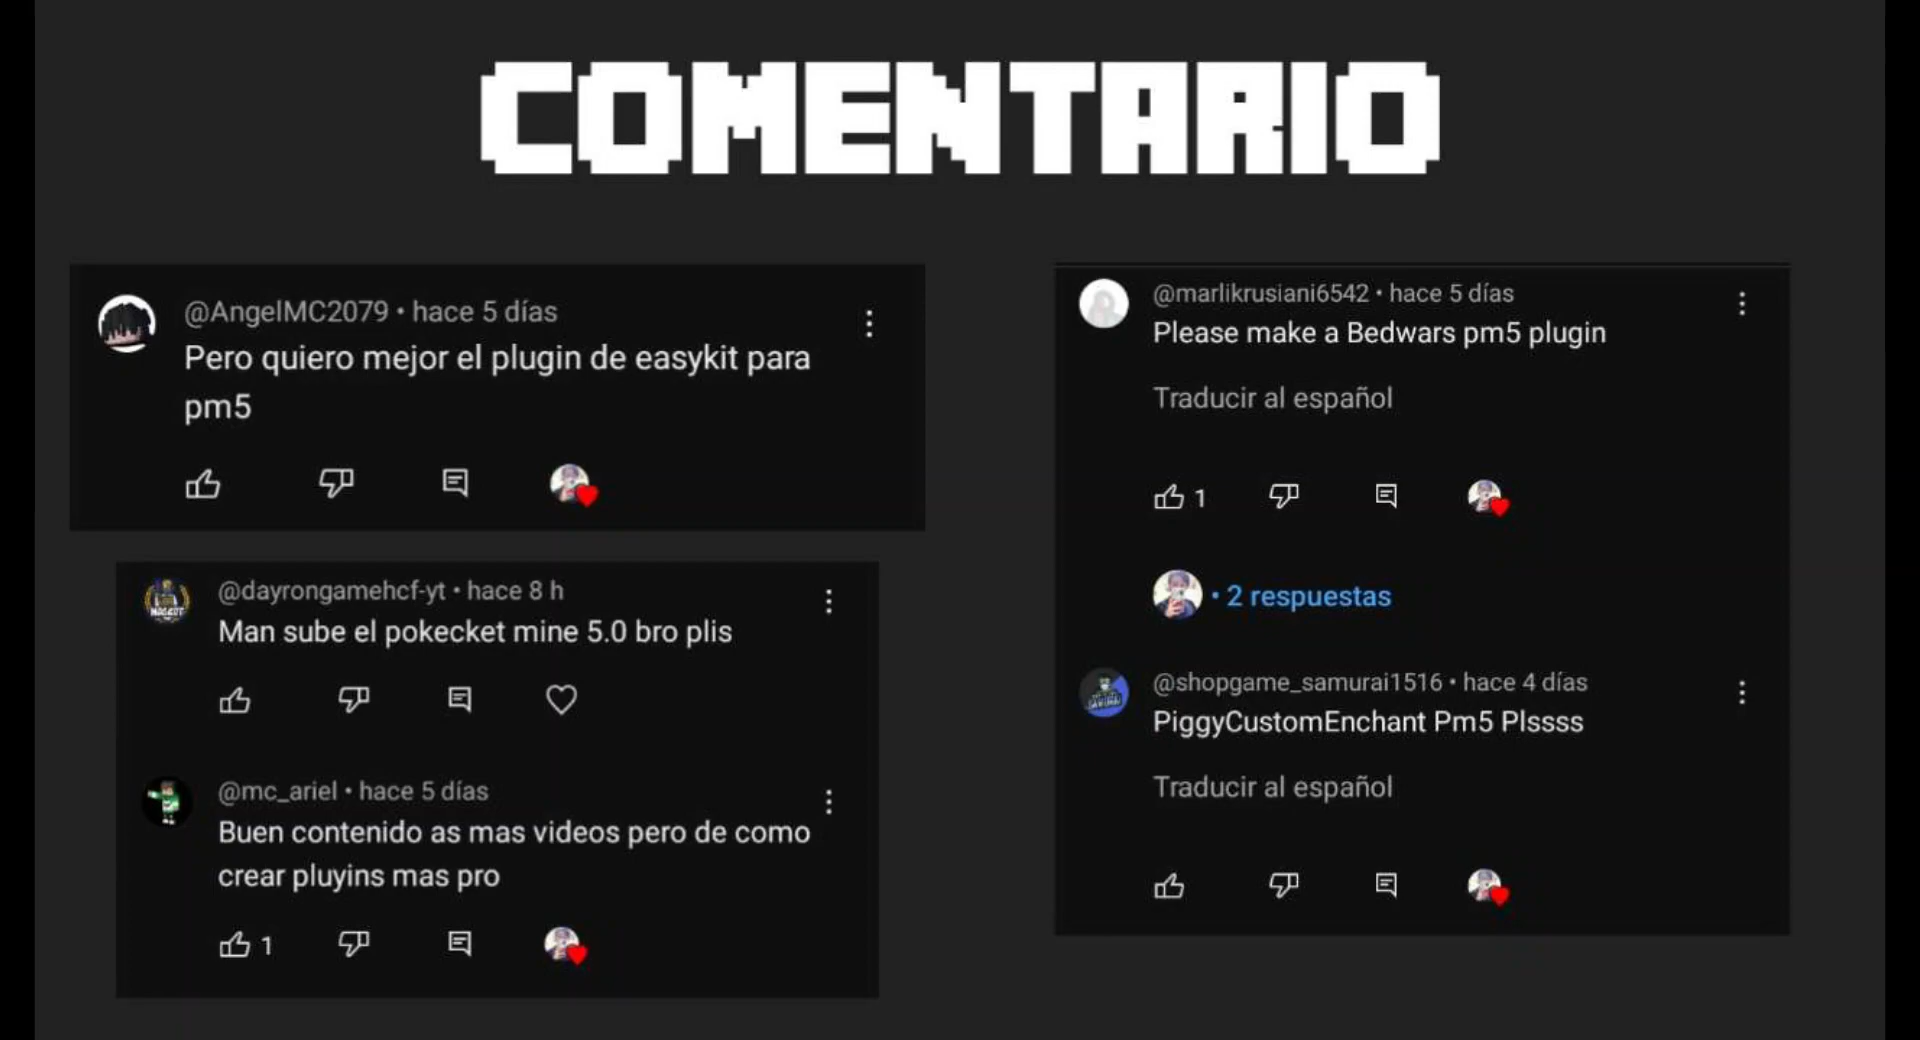 COMENTARIO
@AngelMC2079 • hace 5 días
Pero quiero mejor el plugin de easykit para
pm5
@dayrongamehcf-yt • hace 8 h
Man sube el pokecket mine 5.0 bro plis
@mc_ariel • hace 5 días
Buen contenido as mas videos pero de como
crear pluyins mas pro
1
@marlikrusiani6542 • hace 5 días
Please make a Bedwars pm5 plugin
Traducir al español
1
• 2 respuestas
@shopgame_samurai1516 • hace 4 días
PiggyCustomEnchant Pm5 Plssss
Traducir al español